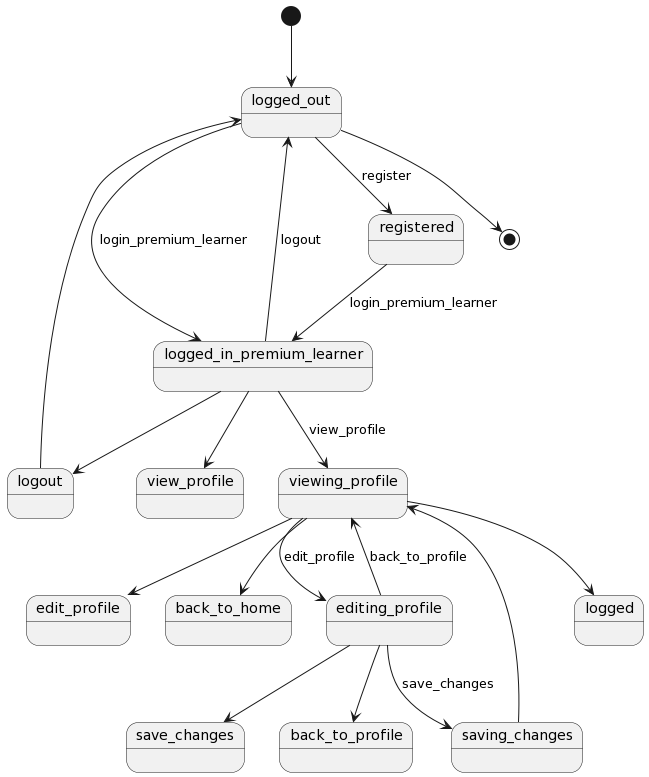 logged_out
register
registered
login_premium_learner
logout
login_premium_learner
logged_in_premium_learner
view_profile
logout
view_profile
viewing_profile
edit_profile
back_to_profile
edit_profile
back_to_home
editing_profile
logged
save_changes
save_changes
back_to_profile
saving_changes